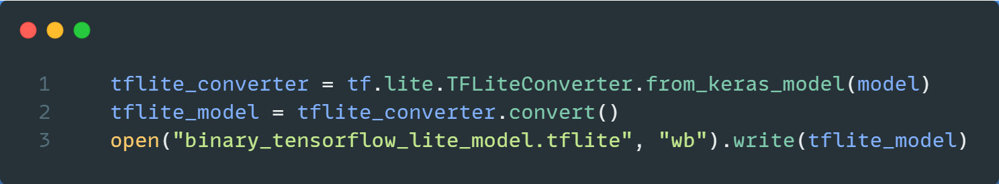 1 tflite_converter = tf.lite.TFLiteConverter.from_keras_model(model)
2 tflite_model = tflite_converter.convert()
3 open("binary_tensorflow_lite_model.tflite", "wb").write(tflite_model)